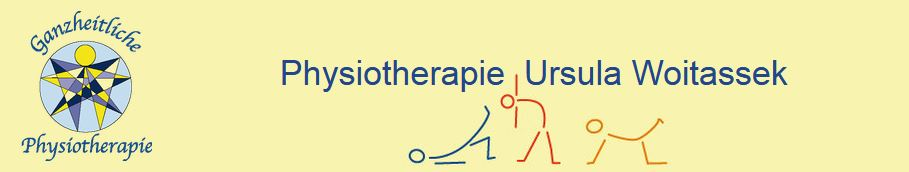 Ganzheitliche
Physiotherapie
Physiotherapie Ursula Woitassek